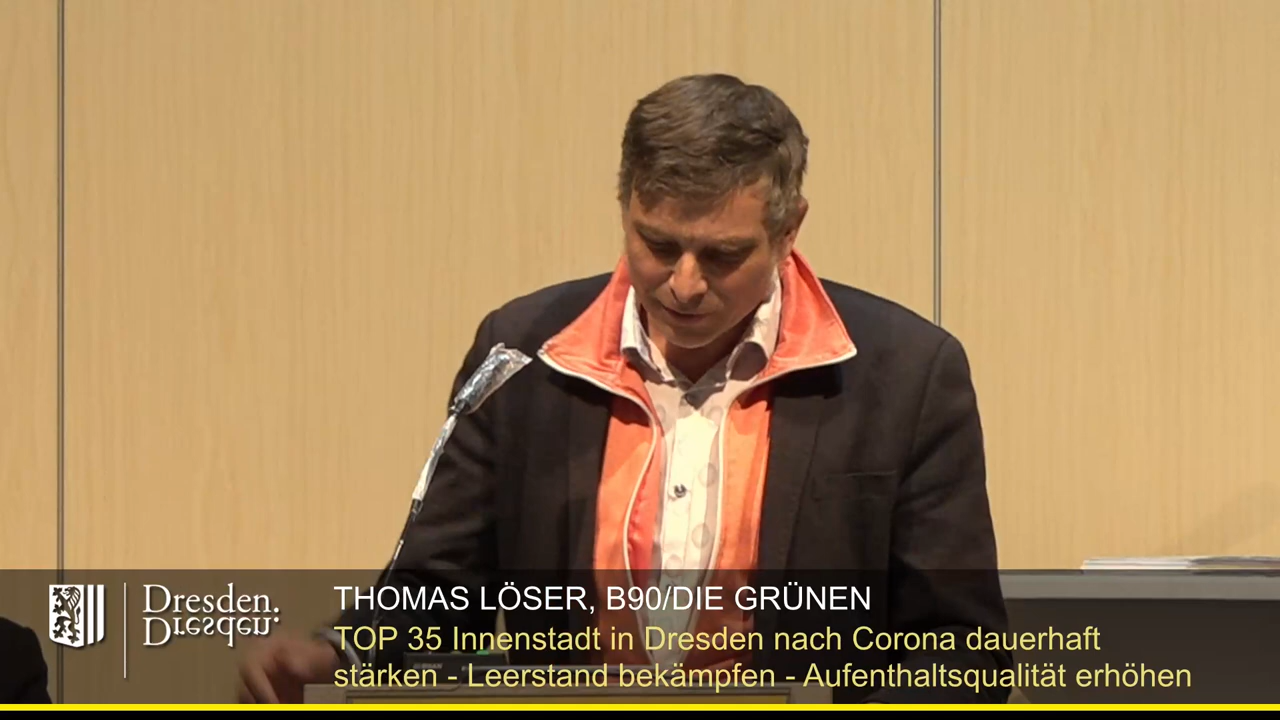 Dresden.
Dresden.
THOMAS LÖSER, B90/DIE GRÜNEN
TOP 35 Innenstadt in Dresden nach Corona dauerhaft
stärken - Leerstand bekämpfen - Aufenthaltsqualität erhöhen